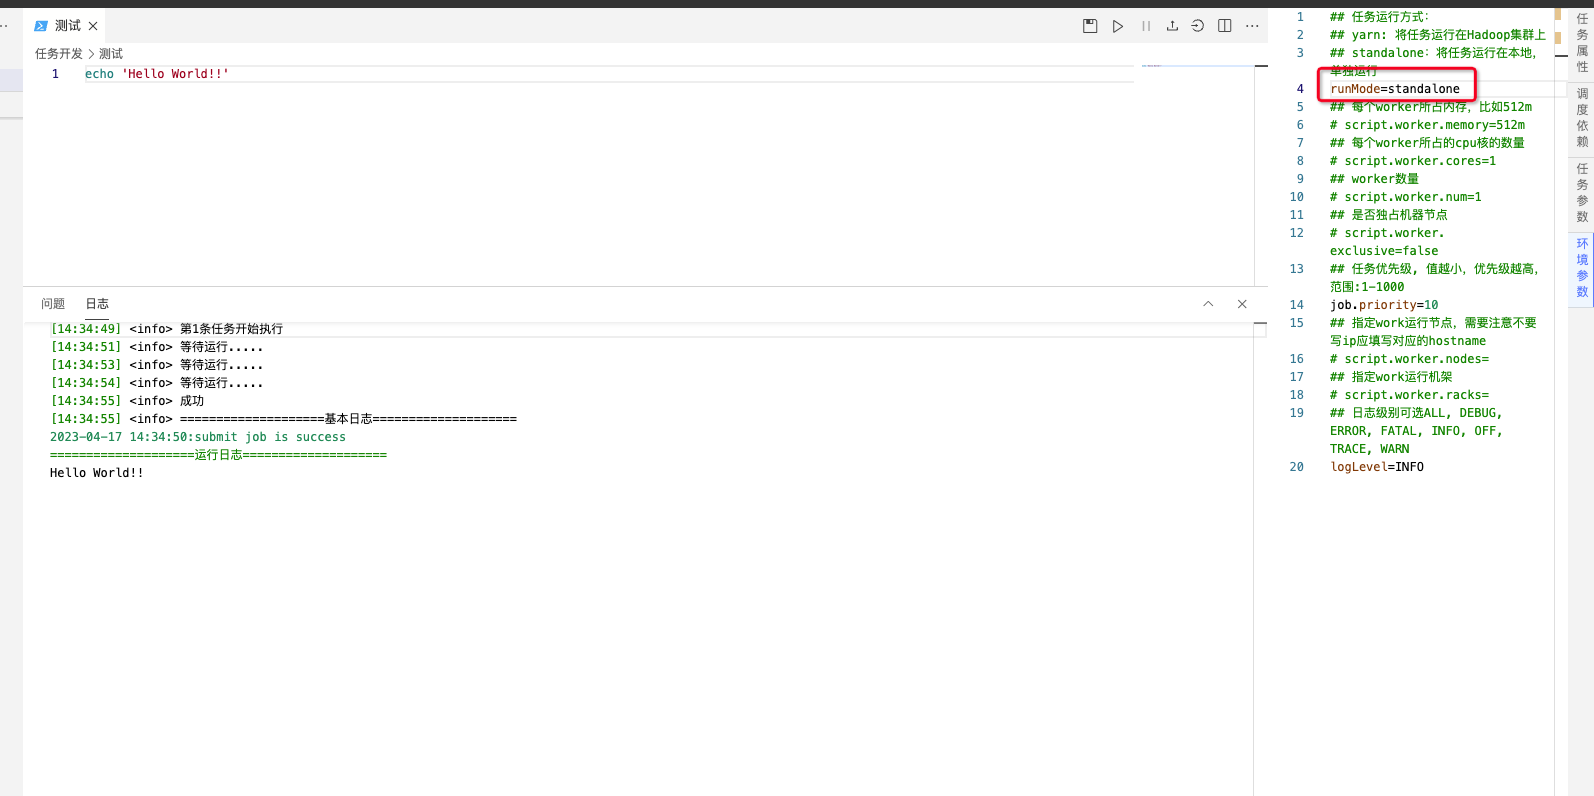 测试
任务开发 > 测试
1 echo 'Hello World!!'
问题 日志
[14:34:49] <info> 第1条任务开始执行
[14:34:51] <info> 等待运行.....
[14:34:53] <info> 等待运行.....
[14:34:54] <info> 等待运行.....
[14:34:55] <info> 成功
[14:34:55] <info> ====================基本日志====================
2023-04-17 14:34:50:submit job is success
====================运行日志====================
Hello World!!
1 ## 任务运行方式:
2 ## yarn: 将任务运行在Hadoop集群上
3 ## standalone: 将任务运行在本地,
单独运行
4 runMode=standalone
5 ## 每个worker所占内存, 比如512m
6 # script.worker.memory=512m
7 ## 每个worker所占的cpu核的数量
8 # script.worker.cores=1
9 ## worker数量
10 # script.worker.num=1
11 ## 是否独占机器节点
12 # script.worker.
exclusive=false
13 ## 任务优先级, 值越小, 优先级越高,
范围:1-1000
14 job.priority=10
15 ## 指定work运行节点, 需要注意不要
写ip应填写对应的hostname
16 # script.worker.nodes=
17 ## 指定work运行机架
18 # script.worker.racks=
19 ## 日志级别可选ALL, DEBUG,
ERROR, FATAL, INFO, OFF,
TRACE, WARN
20 logLevel=INFO
任务属性
调度依赖
任务参数
环境参数